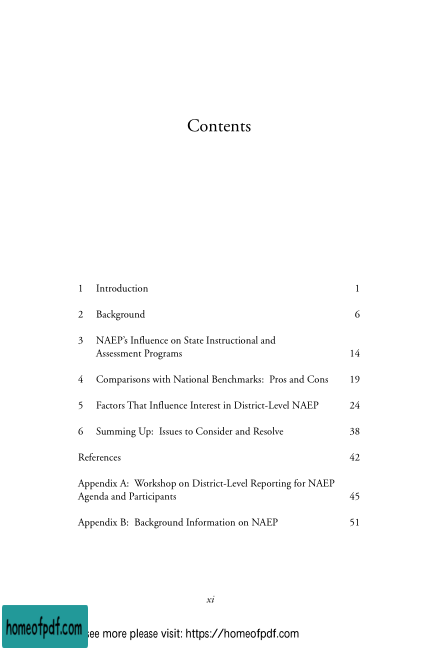 Contents
1 Introduction 1
2 Background 6
3 NAEP's Influence on State Instructional and
Assessment Programs 14
4 Comparisons with National Benchmarks: Pros and Cons 19
5 Factors That Influence Interest in District-Level NAEP 24
6 Summing Up: Issues to Consider and Resolve 38
References 42
Appendix A: Workshop on District-Level Reporting for NAEP
Agenda and Participants 45
Appendix B: Background Information on NAEP 51
xi
homeofpdf.com
see more please visit: https://homeofpdf.com